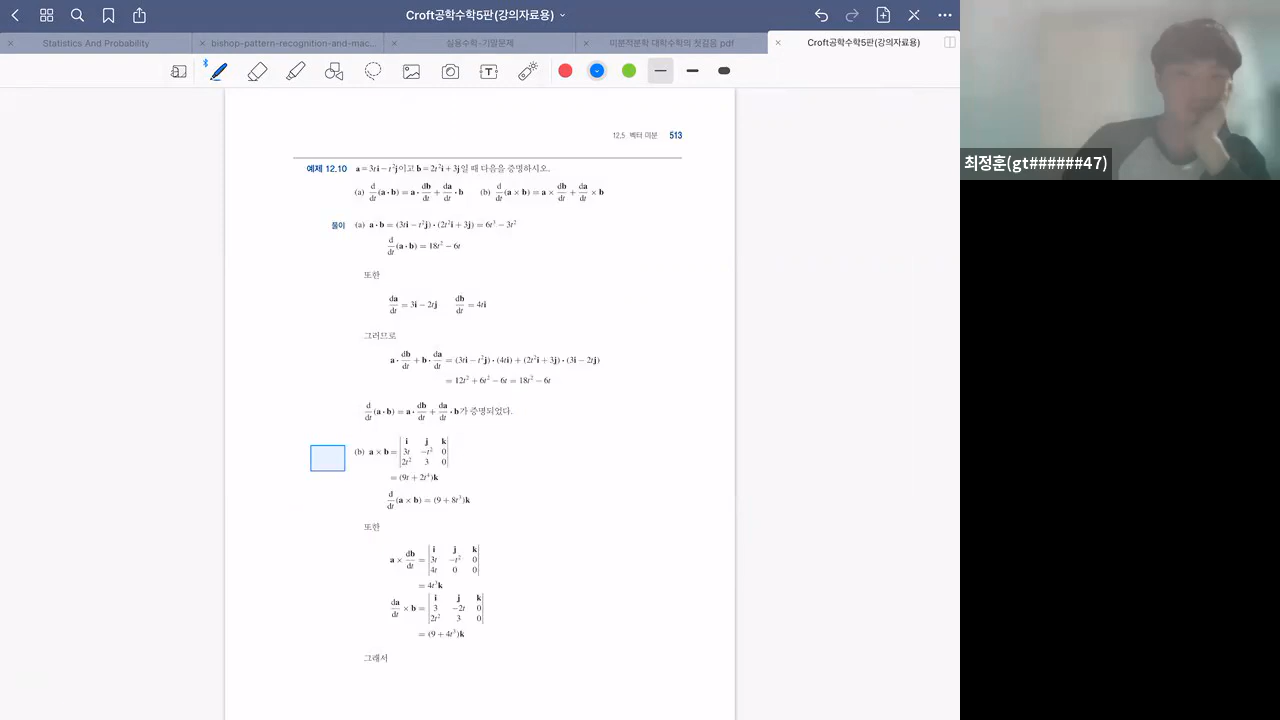 Croft공학수학5판(강의자료용)
Statistics And Probability
bishop-pattern-recognition-and-mac...
실용수학-기말문제
미분적분학 대학수학의 첫걸음.pdf
Croft공학수학5판(강의자료용)
최정훈(gt######47)
12.5 벡터 미분 513
예제 12.10 a = 3ti − t²j이고 b = 2t²i + 3j일 때 다음을 증명하시오.
(a) d/dt(a • b) = a • db/dt + da/dt • b (b) d/dt(a × b) = a × db/dt + da/dt × b
풀이 (a) a • b = (3ti − t²j) • (2t²i + 3j) = 6t³ − 3t²
d/dt(a • b) = 18t² − 6t
또한
da/dt = 3i − 2tj db/dt = 4ti
그러므로
a • db/dt + b • da/dt = (3ti − t²j) • (4ti) + (2t²i + 3j) • (3i − 2tj)
= 12t² + 6t² − 6t = 18t² − 6t
d/dt(a • b) = a • db/dt + da/dt • b가 증명되었다.
(b) a × b = | i j k |
| 3t −t² 0 |
| 2t² 3 0 |
= (9t + 2t⁴)k
d/dt(a × b) = (9 + 8t³)k
또한
a × db/dt = | i j k |
| 3t −t² 0 |
| 4t 0 0 |
= 4t³k
da/dt × b = | i j k |
| 3 −2t 0 |
| 2t² 3 0 |
= (9 + 4t³)k
그래서